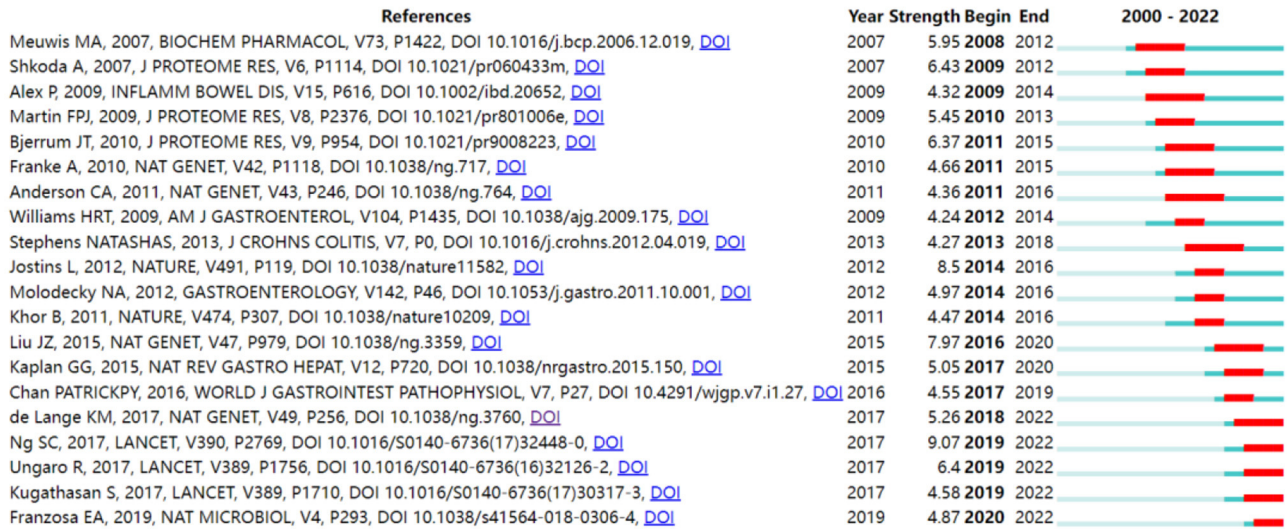 References Year Strength Begin End 2000 - 2022
Meuwis MA, 2007, BIOCHEM PHARMACOL, V73, P1422, DOI 10.1016/j.bcp.2006.12.019, DOI 2007 5.95 2008 2012
Shkoda A, 2007, J PROTEOME RES, V6, P1114, DOI 10.1021/pr060433m, DOI 2007 6.43 2009 2012
Alex P, 2009, INFLAMM BOWEL DIS, V15, P616, DOI 10.1002/ibd.20652, DOI 2009 4.32 2009 2014
Martin FPJ, 2009, J PROTEOME RES, V8, P2376, DOI 10.1021/pr801006e, DOI 2009 5.45 2010 2013
Bjerrum JT, 2010, J PROTEOME RES, V9, P954, DOI 10.1021/pr9008223, DOI 2010 6.37 2011 2015
Franke A, 2010, NAT GENET, V42, P1118, DOI 10.1038/ng.717, DOI 2010 4.66 2011 2015
Anderson CA, 2011, NAT GENET, V43, P246, DOI 10.1038/ng.764, DOI 2011 4.36 2011 2016
Williams HRT, 2009, AM J GASTROENTEROL, V104, P1435, DOI 10.1038/ajg.2009.175, DOI 2009 4.24 2012 2014
Stephens NATASHAS, 2013, J CROHNS COLITIS, V7, P0, DOI 10.1016/j.crohns.2012.04.019, DOI 2013 4.27 2013 2018
Jostins L, 2012, NATURE, V491, P119, DOI 10.1038/nature11582, DOI 2012 8.5 2014 2016
Molodecky NA, 2012, GASTROENTEROLOGY, V142, P46, DOI 10.1053/j.gastro.2011.10.001, DOI 2012 4.97 2014 2016
Khor B, 2011, NATURE, V474, P307, DOI 10.1038/nature10209, DOI 2011 4.47 2014 2016
Liu JZ, 2015, NAT GENET, V47, P979, DOI 10.1038/ng.3359, DOI 2015 7.97 2016 2020
Kaplan GG, 2015, NAT REV GASTRO HEPAT, V12, P720, DOI 10.1038/nrgastro.2015.150, DOI 2015 5.05 2017 2020
Chan PATRICKPY, 2016, WORLD J GASTROINTEST PATHOPHYSIOL, V7, P27, DOI 10.4291/wjgp.v7.i1.27, DOI 2016 4.55 2017 2019
de Lange KM, 2017, NAT GENET, V49, P256, DOI 10.1038/ng.3760, DOI 2017 5.26 2018 2022
Ng SC, 2017, LANCET, V390, P2769, DOI 10.1016/S0140-6736(17)32448-0, DOI 2017 9.07 2019 2022
Ungaro R, 2017, LANCET, V389, P1756, DOI 10.1016/S0140-6736(16)32126-2, DOI 2017 6.4 2019 2022
Kugathasan S, 2017, LANCET, V389, P1710, DOI 10.1016/S0140-6736(17)30317-3, DOI 2017 4.58 2019 2022
Franzosa EA, 2019, NAT MICROBIOL, V4, P293, DOI 10.1038/s41564-018-0306-4, DOI 2019 4.87 2020 2022